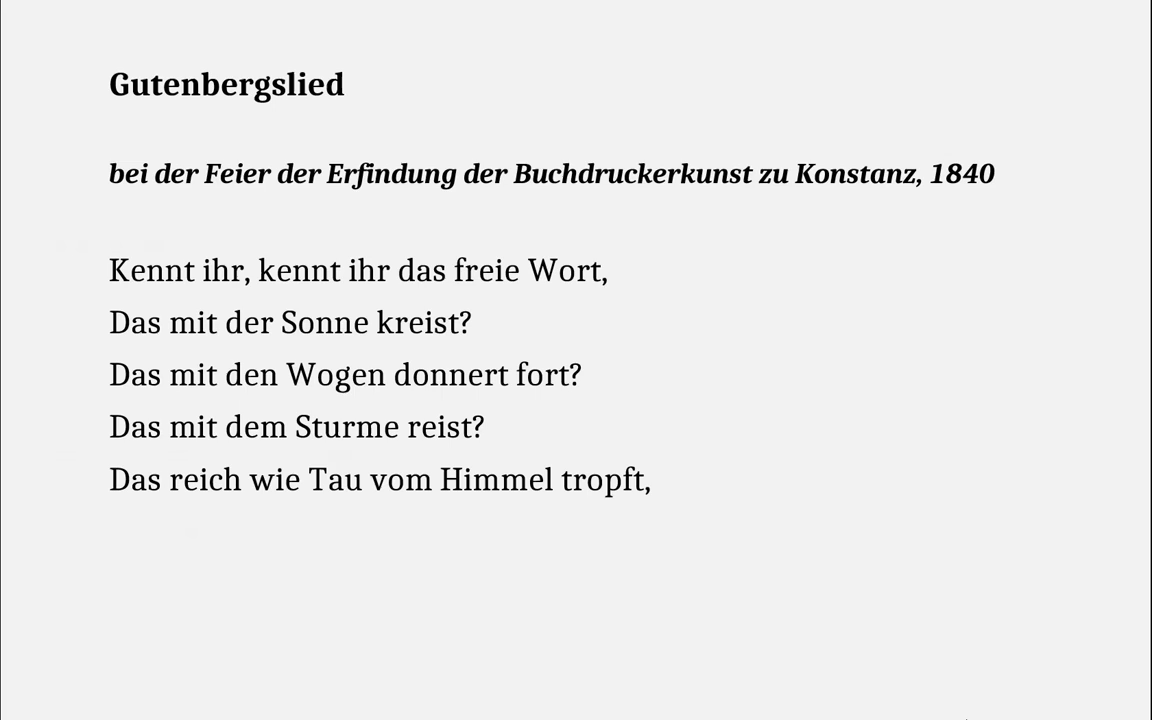 Gutenbergslied
bei der Feier der Erfindung der Buchdruckerkunst zu Konstanz, 1840
Kennt ihr, kennt ihr das freie Wort,
Das mit der Sonne kreist?
Das mit den Wogen donnert fort?
Das mit dem Sturme reist?
Das reich wie Tau vom Himmel tropft,